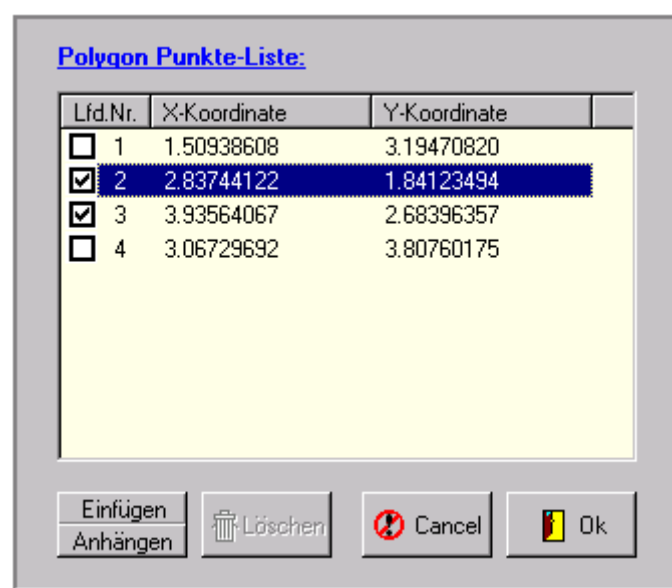 Polygon Punkte-Liste:
Lfd.Nr. X-Koordinate Y-Koordinate
1 1.50938608 3.19470820
2 2.83744122 1.84123494
3 3.93564067 2.68396357
4 3.06729692 3.80760175
Einfügen
Anhängen
Löschen
Cancel
Ok